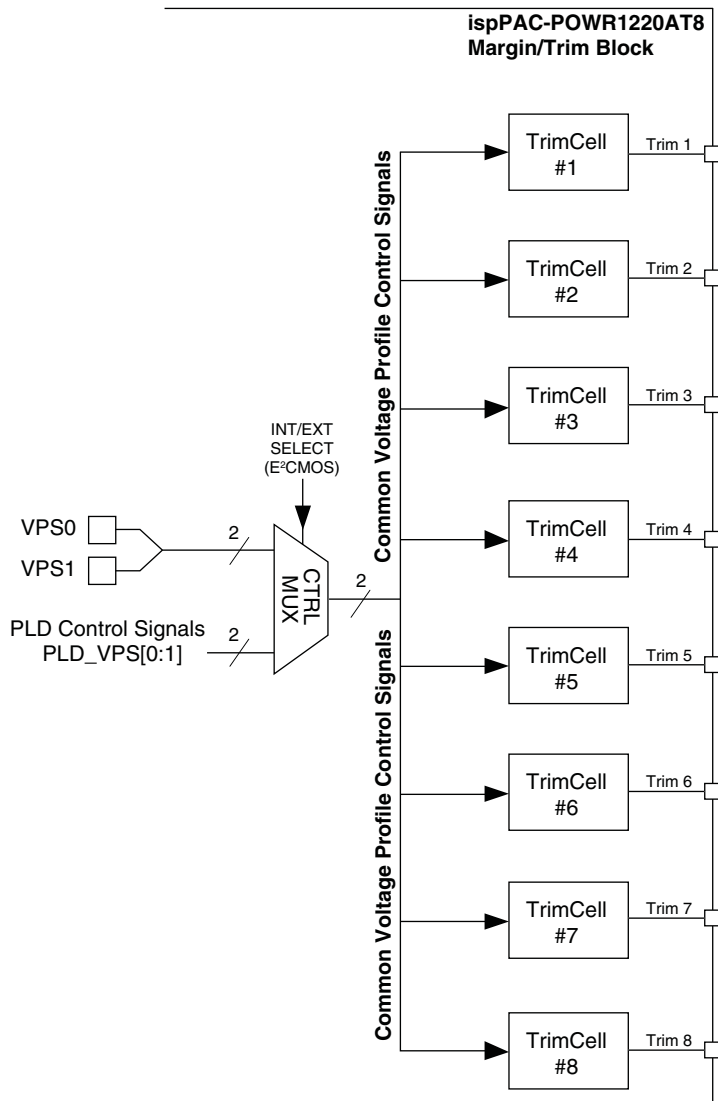 ispPAC-POWR1220AT8
Margin/Trim Block
Common Voltage Profile Control Signals
TrimCell
#1
Trim 1
TrimCell
#2
Trim 2
TrimCell
#3
Trim 3
INT/EXT
SELECT
(E²CMOS)
TrimCell
#4
Trim 4
VPS0
VPS1
2
CTRL
MUX
2
PLD Control Signals
PLD_VPS[0:1]
2
Common Voltage Profile Control Signals
TrimCell
#5
Trim 5
TrimCell
#6
Trim 6
TrimCell
#7
Trim 7
TrimCell
#8
Trim 8